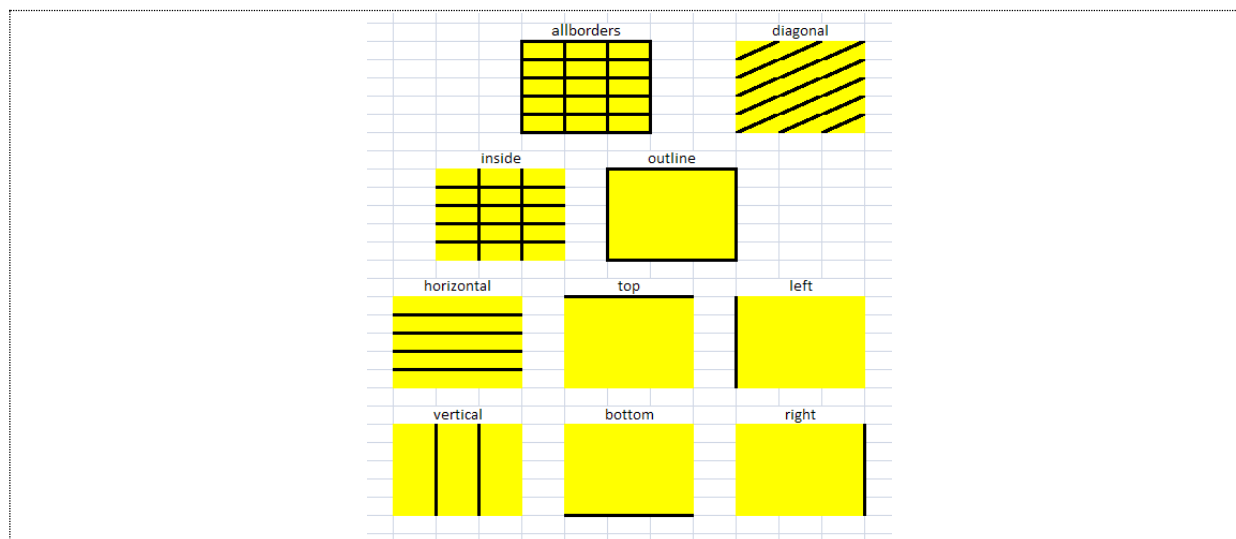 allborders
diagonal
inside
outline
horizontal
top
left
vertical
bottom
right